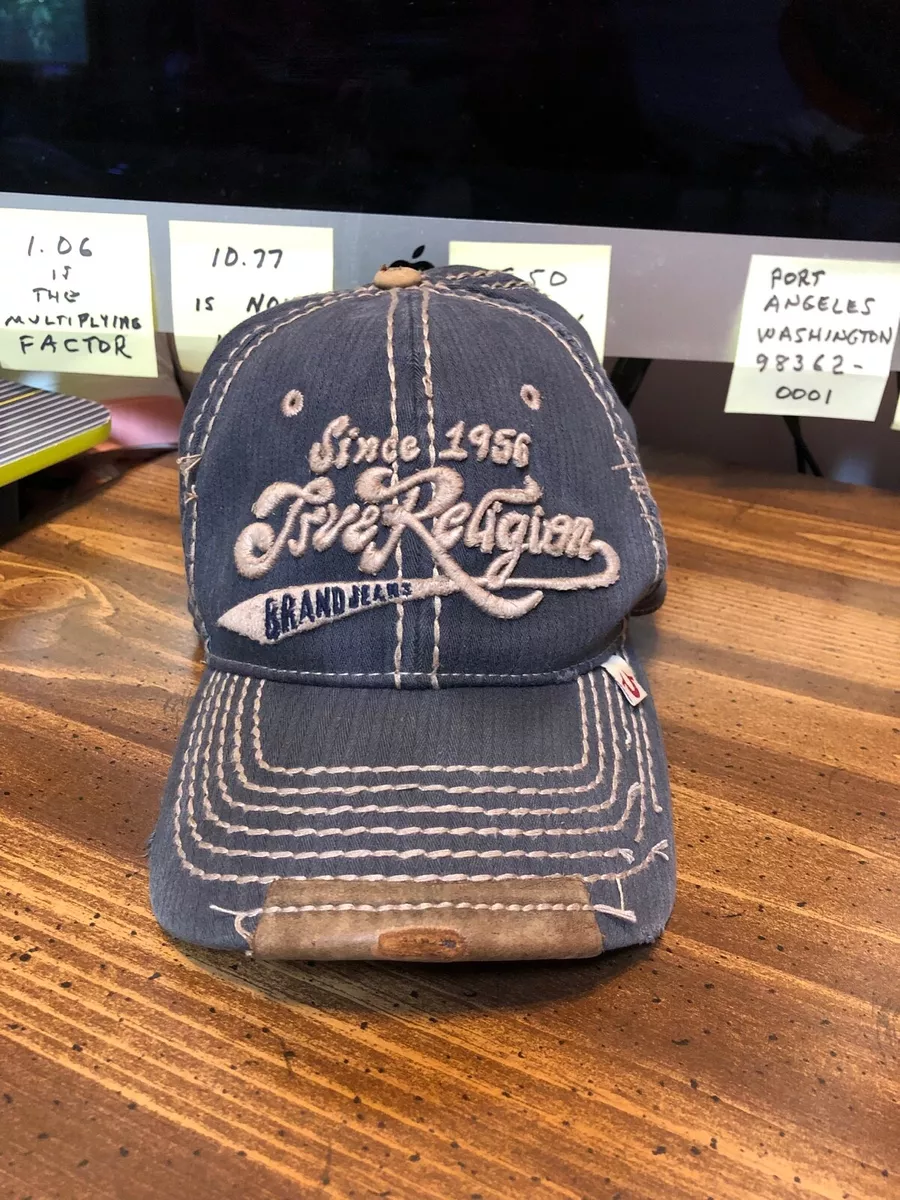 1.06
IS
THE
MULTIPLYING
FACTOR
10.77
IS
50
PORT
ANGELES
WASHINGTON
98362-
0001
Since 1956
True Religion
BRAND JEANS